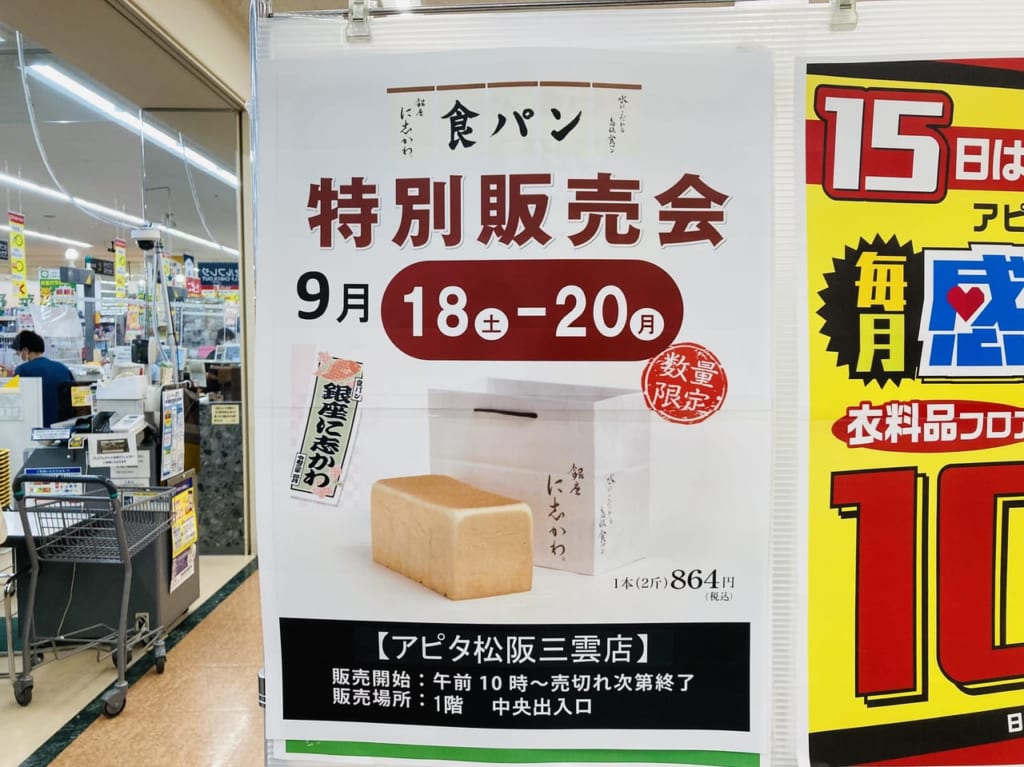 銀座
に志かわ。
食パン
水にこだわる
高級食パン
特別販売会
9月 18土-20月
数量
限定
食パン
銀座に志かわ
銀座
に志かわ。
水にこだわる
高級食パン
1本(2斤)864円
(税込)
【アピタ松阪三雲店】
販売開始:午前10時〜売切れ次第終了
販売場所:1階 中央出入口
15日は
アピ
毎月
感
衣料品フロア
10
日